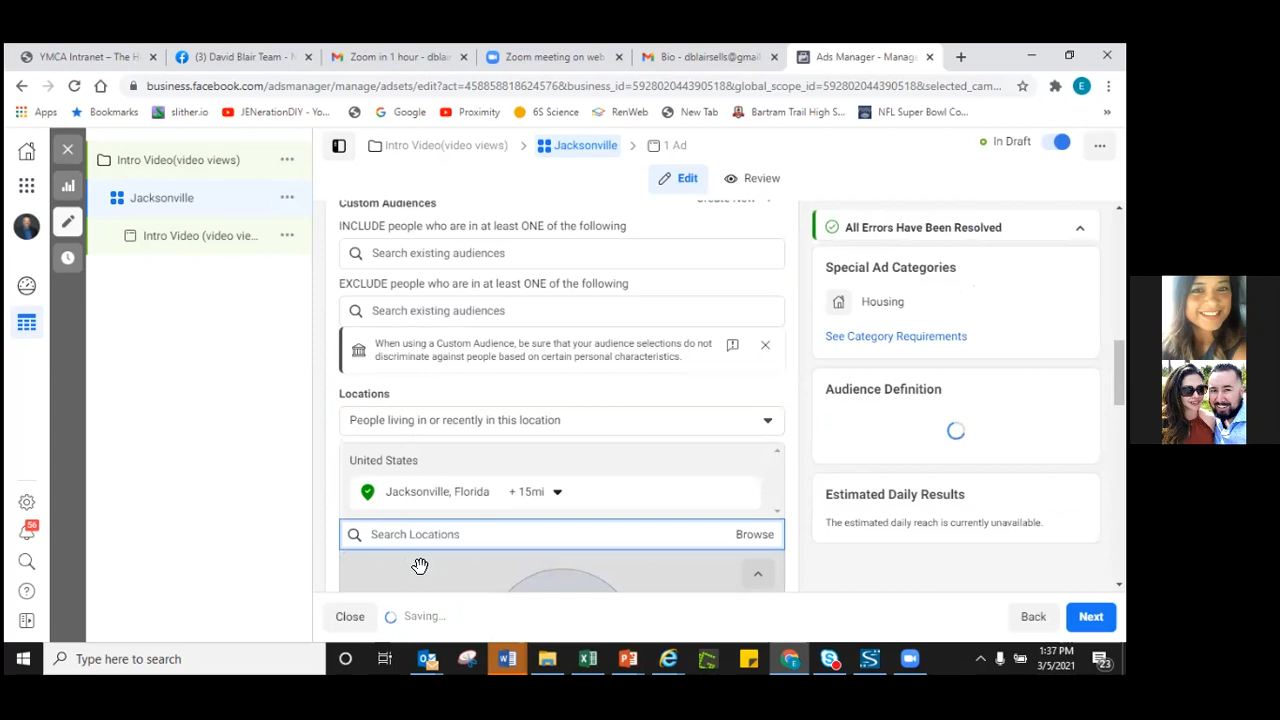 YMCA Intranet – The H
(3) David Blair Team - N
Zoom in 1 hour - dblair
Zoom meeting on web
Bio - dblairsells@gmail
Ads Manager - Manage
business.facebook.com/adsmanager/manage/adsets/edit?act=458858818624576&business_id=592802044390518&global_scope_id=592802044390518&selected_cam...
Apps
Bookmarks
slither.io
JENerationDIY - Yo...
Google
Proximity
6S Science
RenWeb
New Tab
Bartram Trail High S...
NFL Super Bowl Co...
»
Intro Video(video views)
Jacksonville
Intro Video (video vie...
Intro Video(video views)
Jacksonville
1 Ad
In Draft
Edit
Review
Custom Audiences
INCLUDE people who are in at least ONE of the following
Search existing audiences
EXCLUDE people who are in at least ONE of the following
Search existing audiences
When using a Custom Audience, be sure that your audience selections do not
discriminate against people based on certain personal characteristics.
Locations
People living in or recently in this location
United States
Jacksonville, Florida + 15mi
Search Locations
Browse
All Errors Have Been Resolved
Special Ad Categories
Housing
See Category Requirements
Audience Definition
Estimated Daily Results
The estimated daily reach is currently unavailable.
56
Close
Saving...
Back
Next
Type here to search
1:37 PM
3/5/2021
23